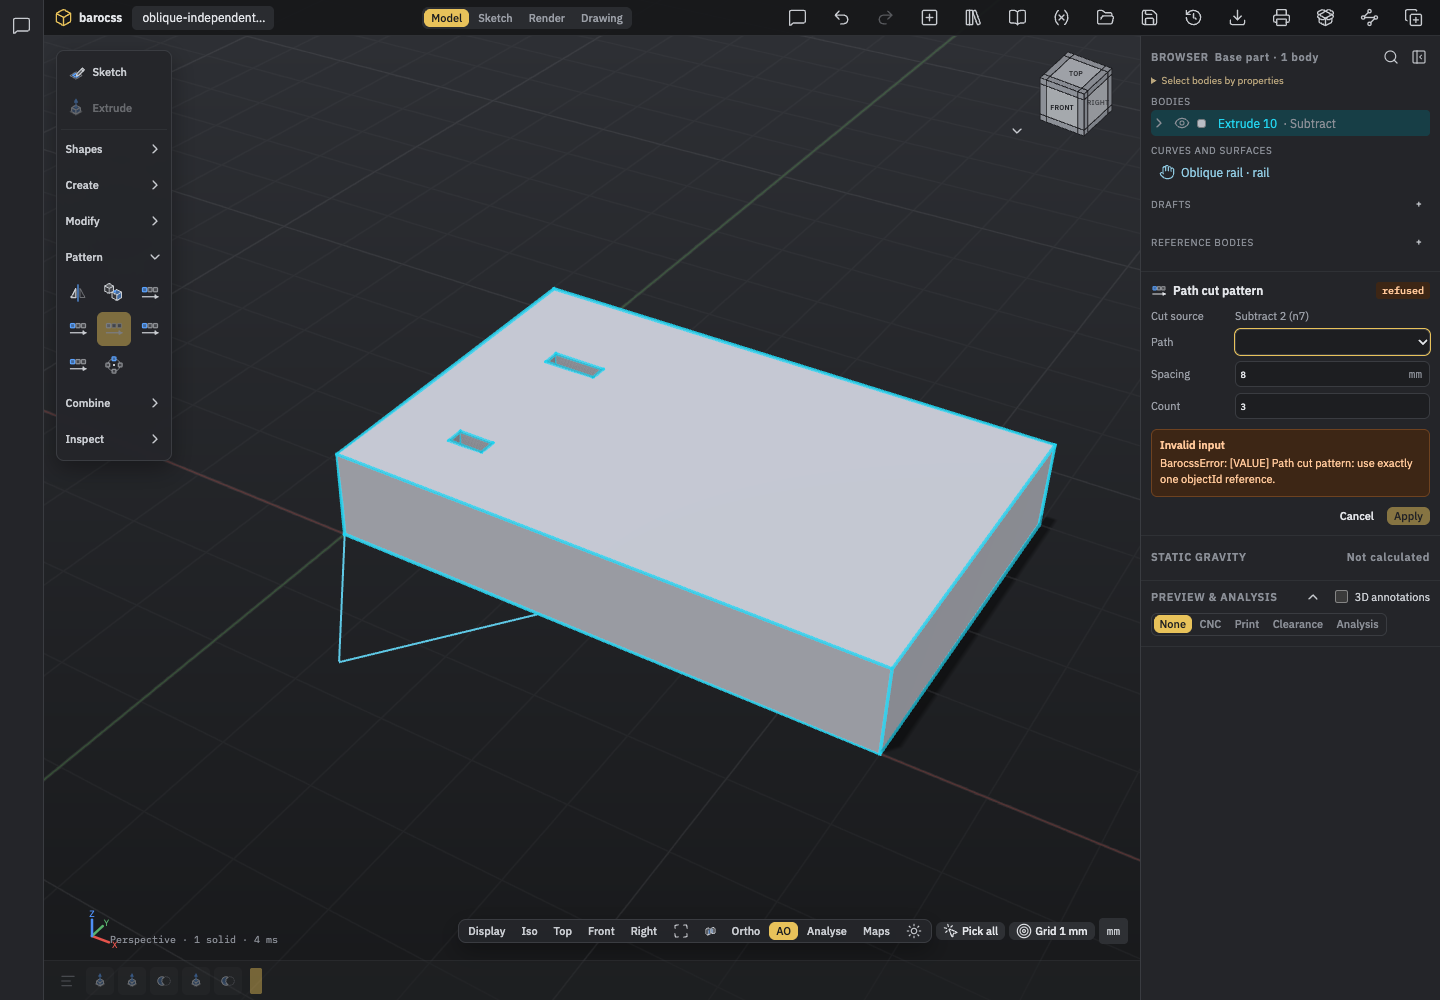 barocss
oblique-independent...
Model
Sketch
Render
Drawing
Sketch
Extrude
Shapes
Create
Modify
Pattern
Combine
Inspect
TOP
FRONT
RIGHT
BROWSER Base part · 1 body
Select bodies by properties
BODIES
Extrude 10 · Subtract
CURVES AND SURFACES
Oblique rail · rail
DRAFTS
+
REFERENCE BODIES
+
Path cut pattern
refused
Cut source
Subtract 2 (n7)
Path
Spacing
8
mm
Count
3
Invalid input
BarocssError: [VALUE] Path cut pattern: use exactly
one objectId reference.
Cancel
Apply
STATIC GRAVITY
Not calculated
PREVIEW & ANALYSIS
3D annotations
None
CNC
Print
Clearance
Analysis
Z
Y
X
Perspective · 1 solid · 4 ms
Display
Iso
Top
Front
Right
Ortho
AO
Analyse
Maps
Pick all
Grid 1 mm
mm